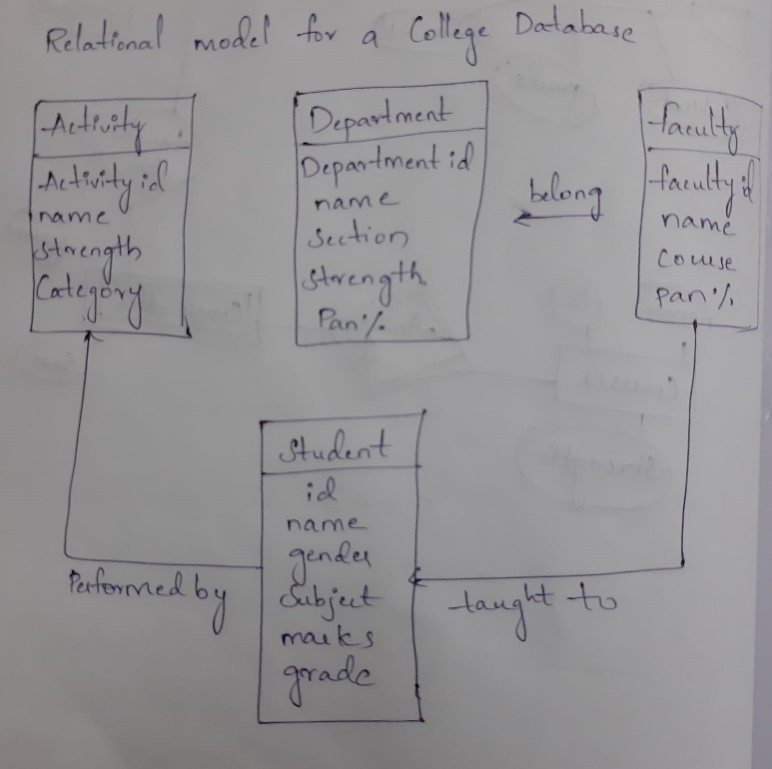 Relational model for a College Database
Activity
Activity id
name
strength
Category
Department
Department id
name
section
strength
Pan%
belong
faculty
faculty id
name
course
pan%
Student
id
name
gender
Subject
marks
grade
Performed by
taught to